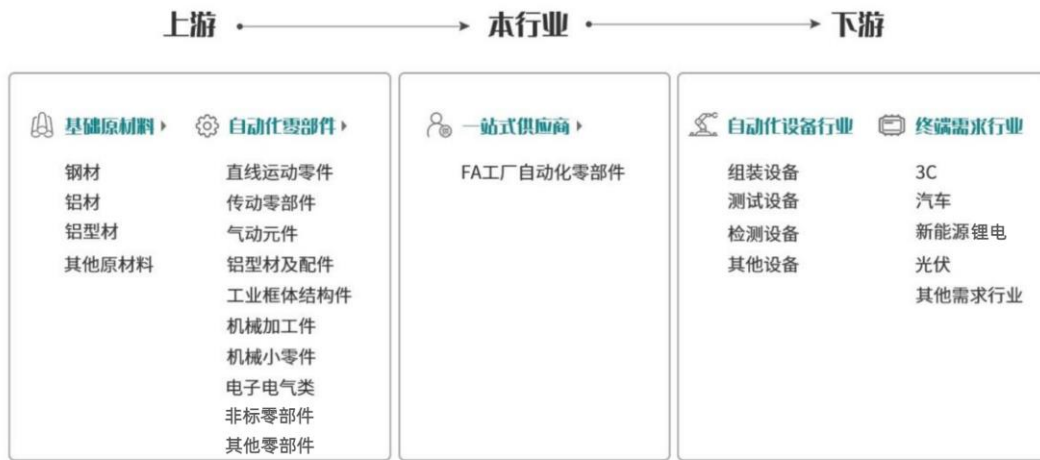 上游 本行业 下游
基础原材料
钢材
铝材
铝型材
其他原材料
自动化零部件
直线运动零件
传动零部件
气动元件
铝型材及配件
工业框体结构件
机械加工件
机械小零件
电子电气类
非标零部件
其他零部件
一站式供应商
FA工厂自动化零部件
自动化设备行业
组装设备
测试设备
检测设备
其他设备
终端需求行业
3C
汽车
新能源锂电
光伏
其他需求行业